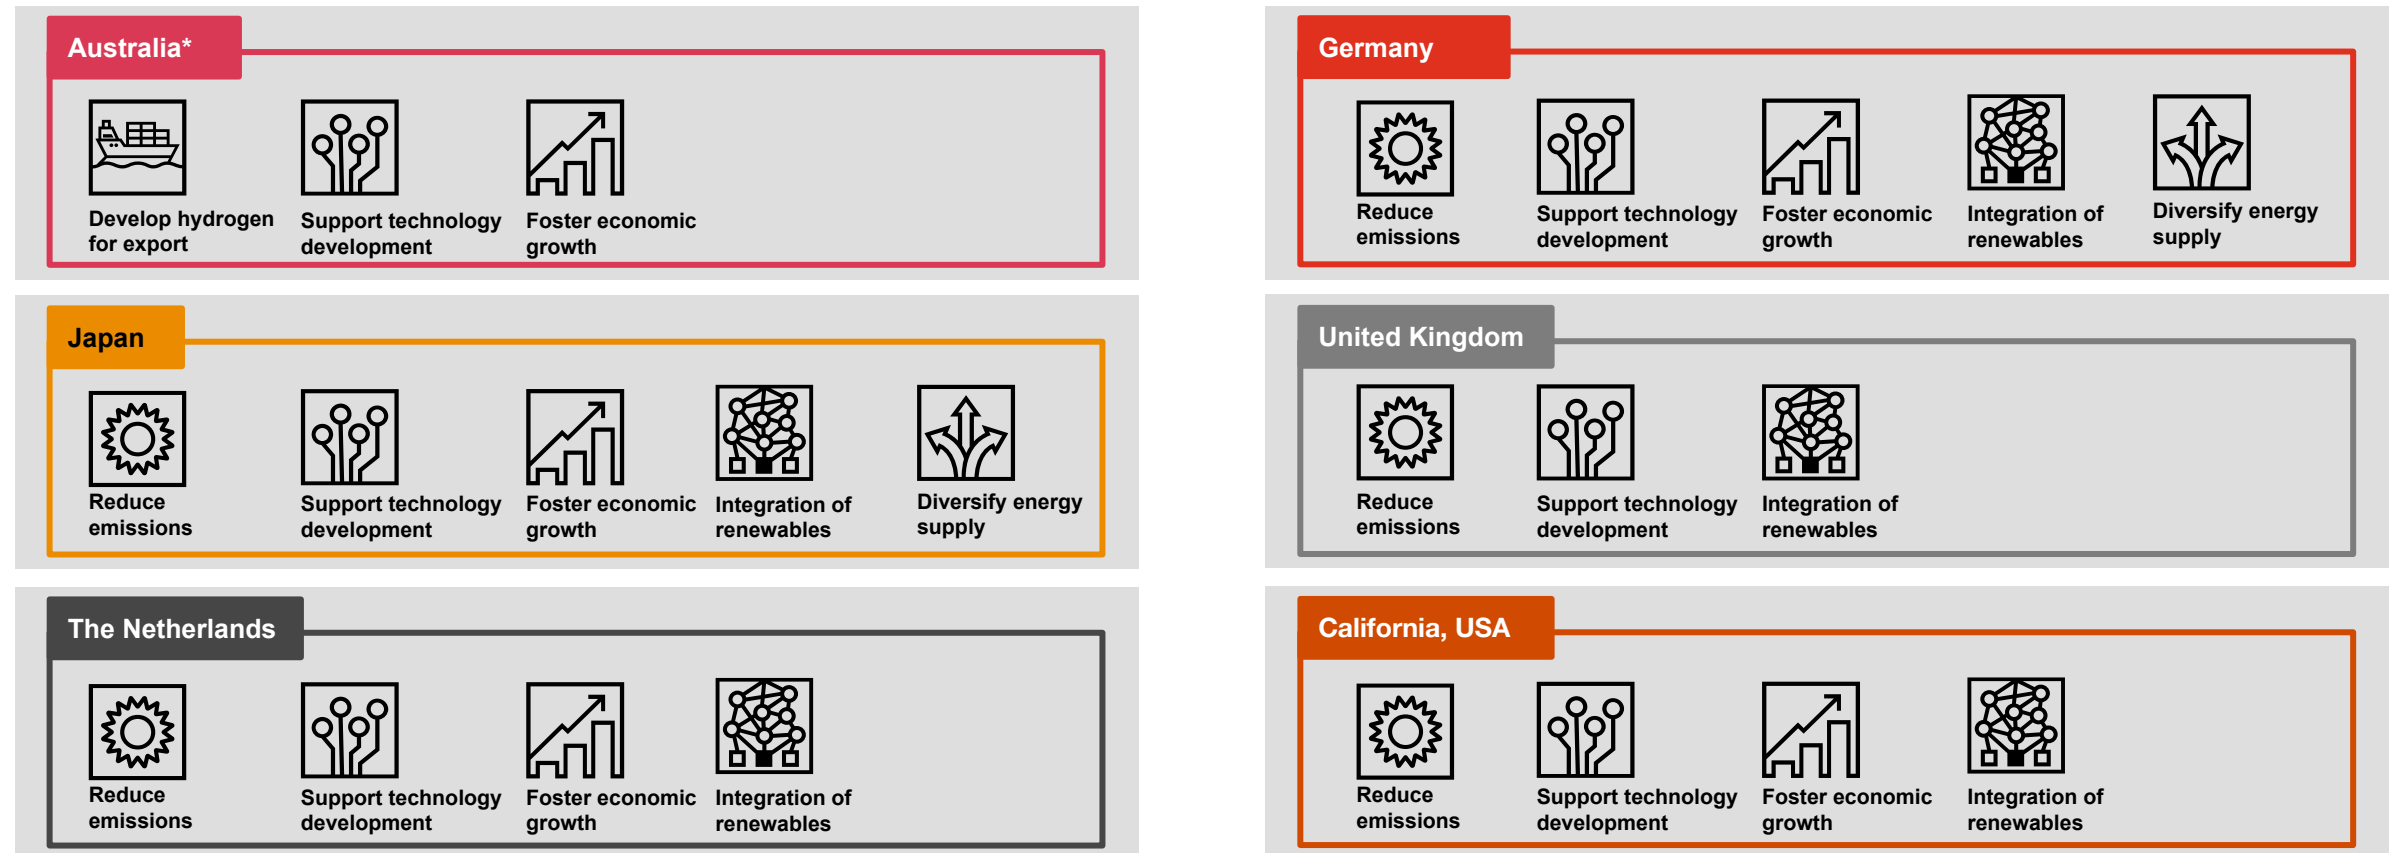 Australia*
Develop hydrogen
for export
Support technology
development
Foster economic
growth
Germany
Reduce
emissions
Support technology
development
Foster economic
growth
Integration of
renewables
Diversify energy
supply
Japan
Reduce
emissions
Support technology
development
Foster economic
growth
Integration of
renewables
Diversify energy
supply
United Kingdom
Reduce
emissions
Support technology
development
Integration of
renewables
The Netherlands
Reduce
emissions
Support technology
development
Foster economic
growth
Integration of
renewables
California, USA
Reduce
emissions
Support technology
development
Foster economic
growth
Integration of
renewables